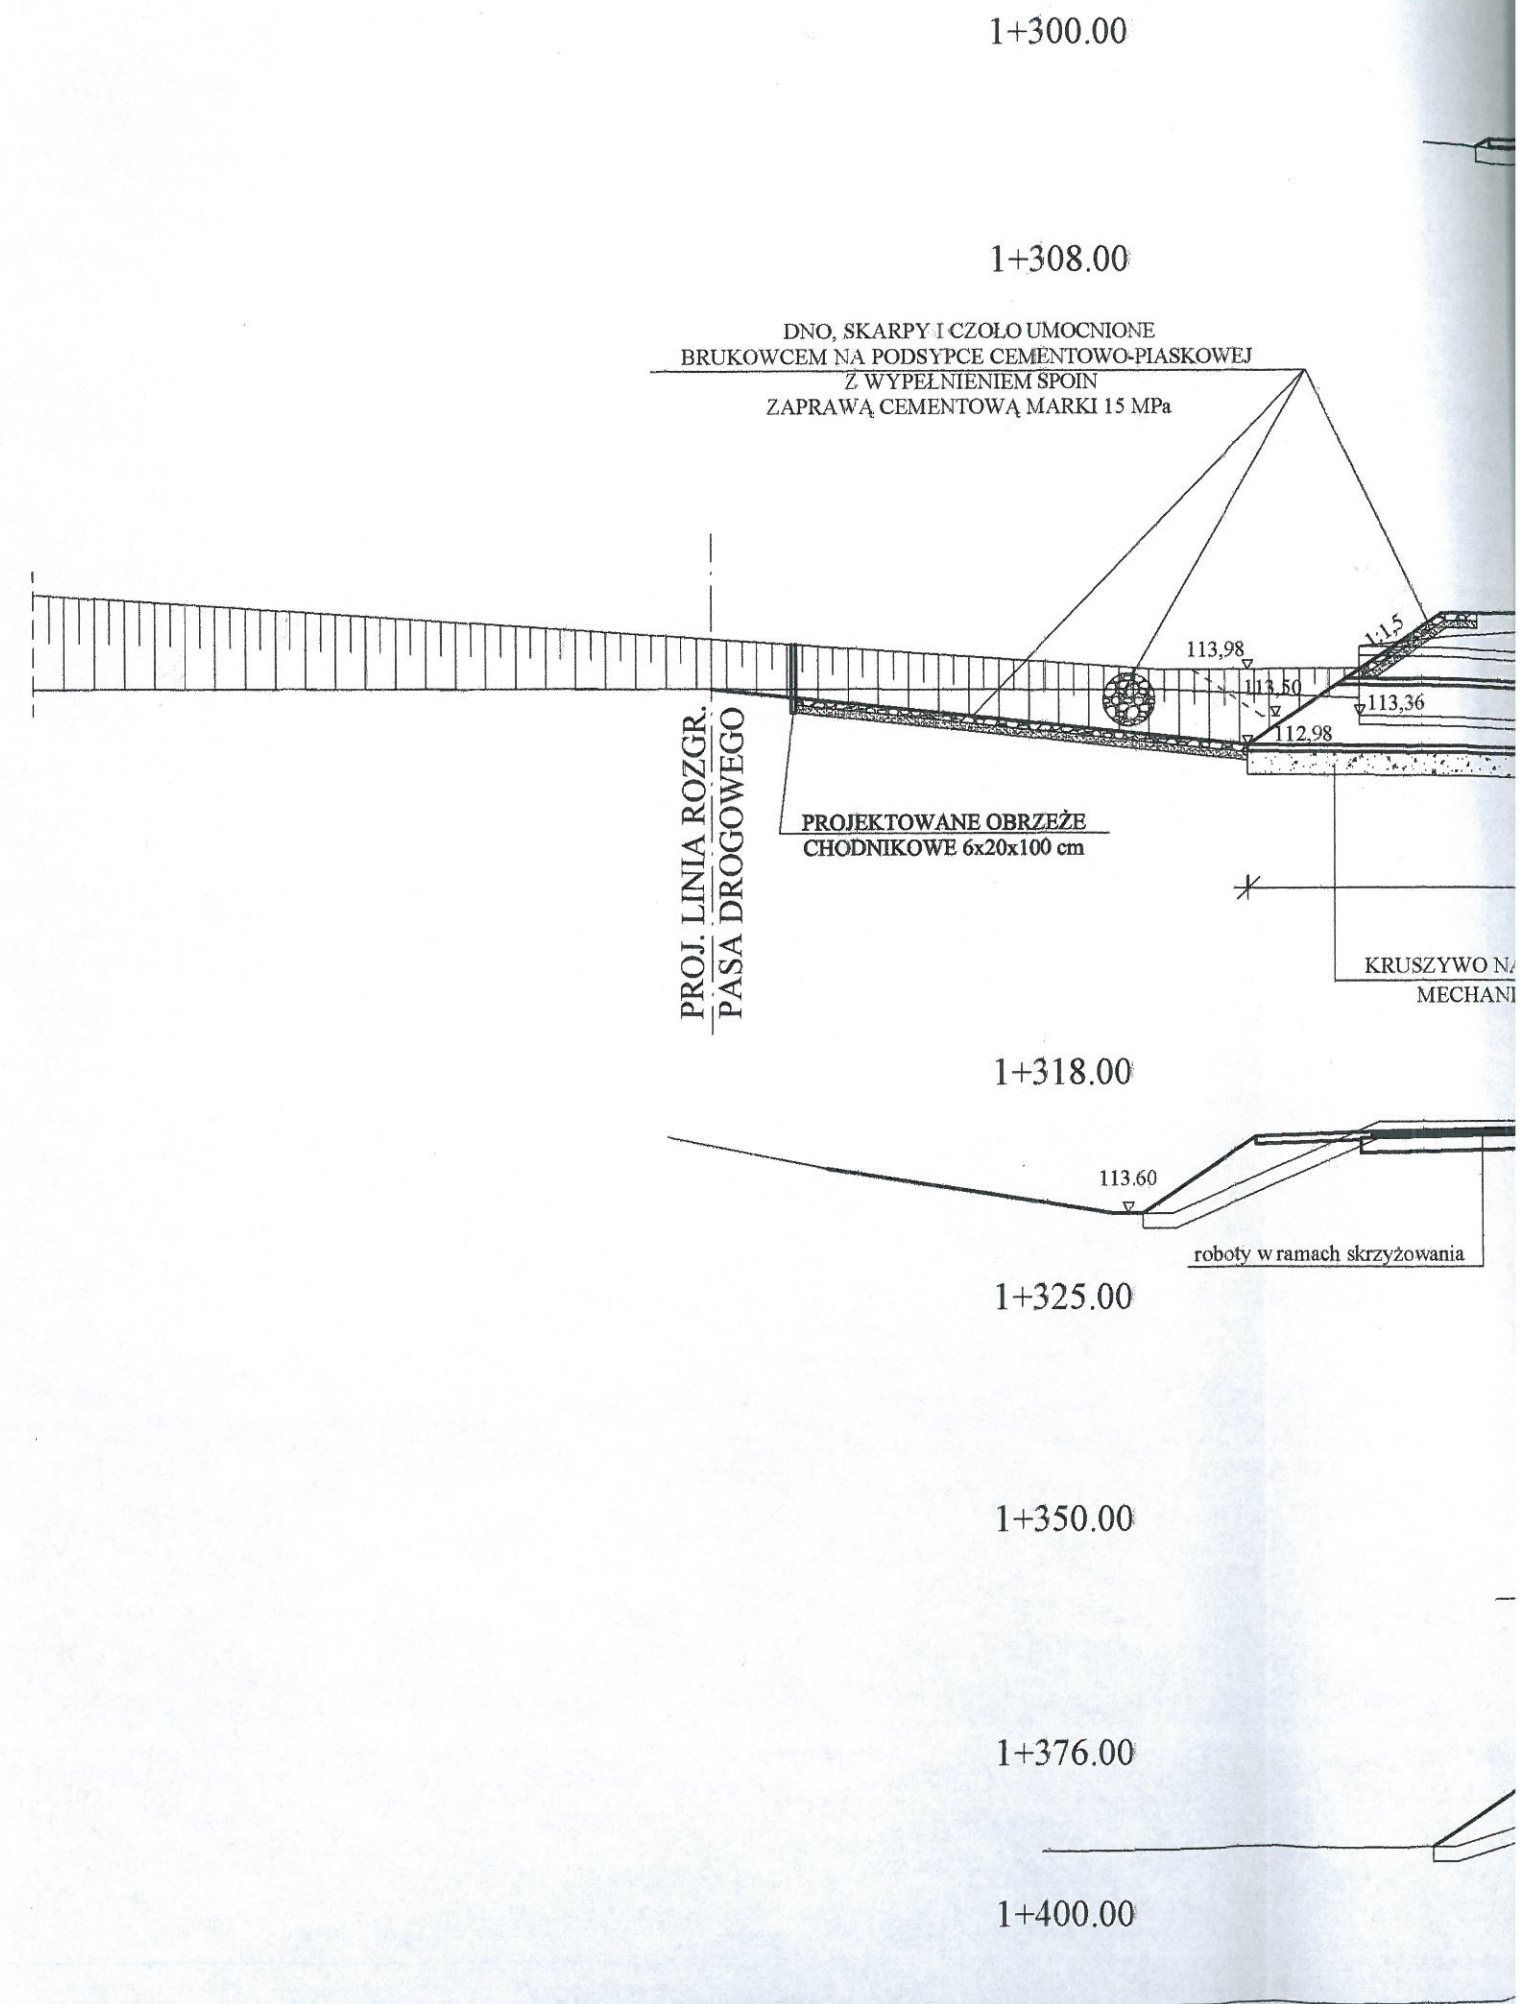 1+300.00
1+308.00
DNO, SKARPY I CZOŁO UMOCNIONE
BRUKOWCEM NA PODSYPCE CEMENTOWO-PIASKOWEJ
Z WYPEŁNIENIEM SPOIN
ZAPRAWĄ CEMENTOWĄ MARKI 15 MPa
1:1,5
113,98
113,50
113,36
112,98
PROJ. LINIA ROZGR.
PASA DROGOWEGO
PROJEKTOWANE OBRZEŻE
CHODNIKOWE 6x20x100 cm
KRUSZYWO
1+318.00
113.60
roboty w ramach skrzyżowania
1+325.00
1+350.00
1+376.00
1+400.00